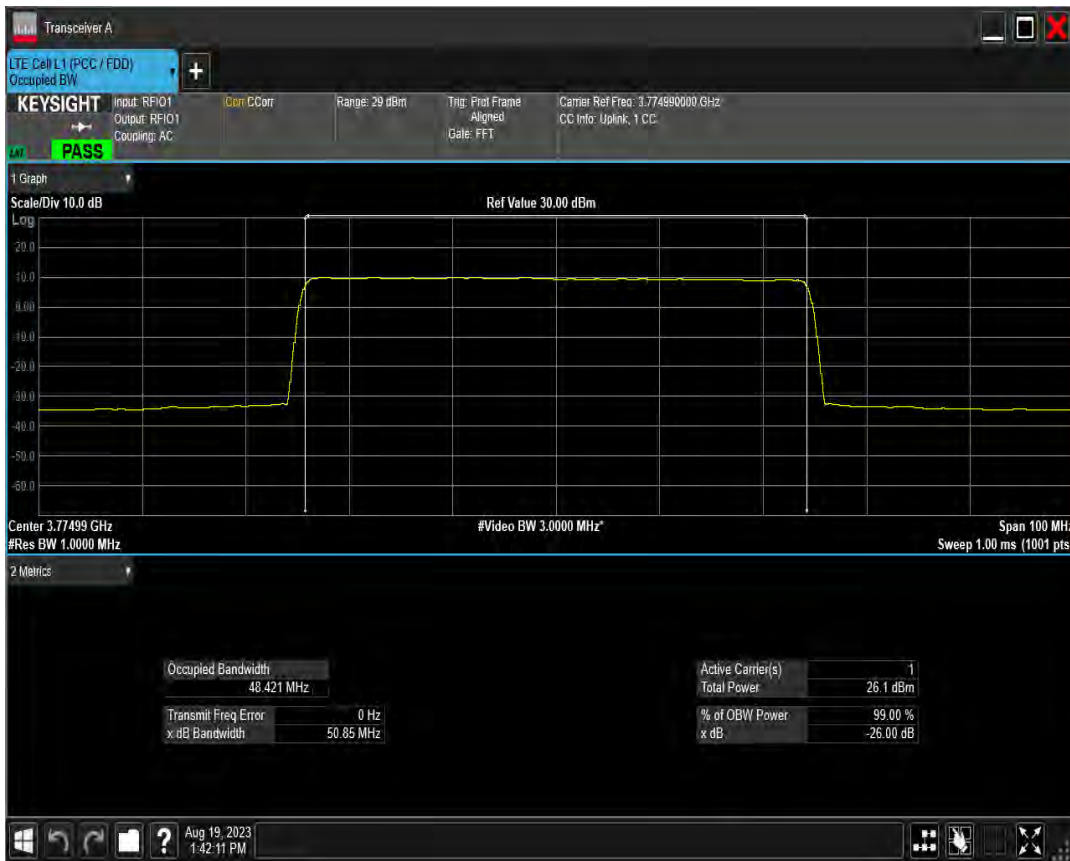 Transceiver A
LTE Cell L1 (PCC / FDD)
Occupied BW
+
KEYSIGHT
Input: RFIO1
Output: RFIO1
Coupling: AC
Corr CCorr
Range: 29 dBm
Trig: Prot Frame
Aligned
Gate: FFT
Carrier Ref Freq: 3.774990000 GHz
CC Info: Uplink, 1 CC
PASS
1 Graph
Scale/Div 10.0 dB
Ref Value 30.00 dBm
Log
20.0
10.0
0.00
-10.0
-20.0
-30.0
-40.0
-50.0
-60.0
Center 3.77499 GHz
#Video BW 3.0000 MHz*
Span 100 MHz
#Res BW 1.0000 MHz
Sweep 1.00 ms (1001 pts
2 Metrics
Occupied Bandwidth
48.421 MHz
Transmit Freq Error 0 Hz
x dB Bandwidth 50.85 MHz
Active Carrier(s) 1
Total Power 26.1 dBm
% of OBW Power 99.00 %
x dB -26.00 dB
?
Aug 19, 2023
1:42:11 PM